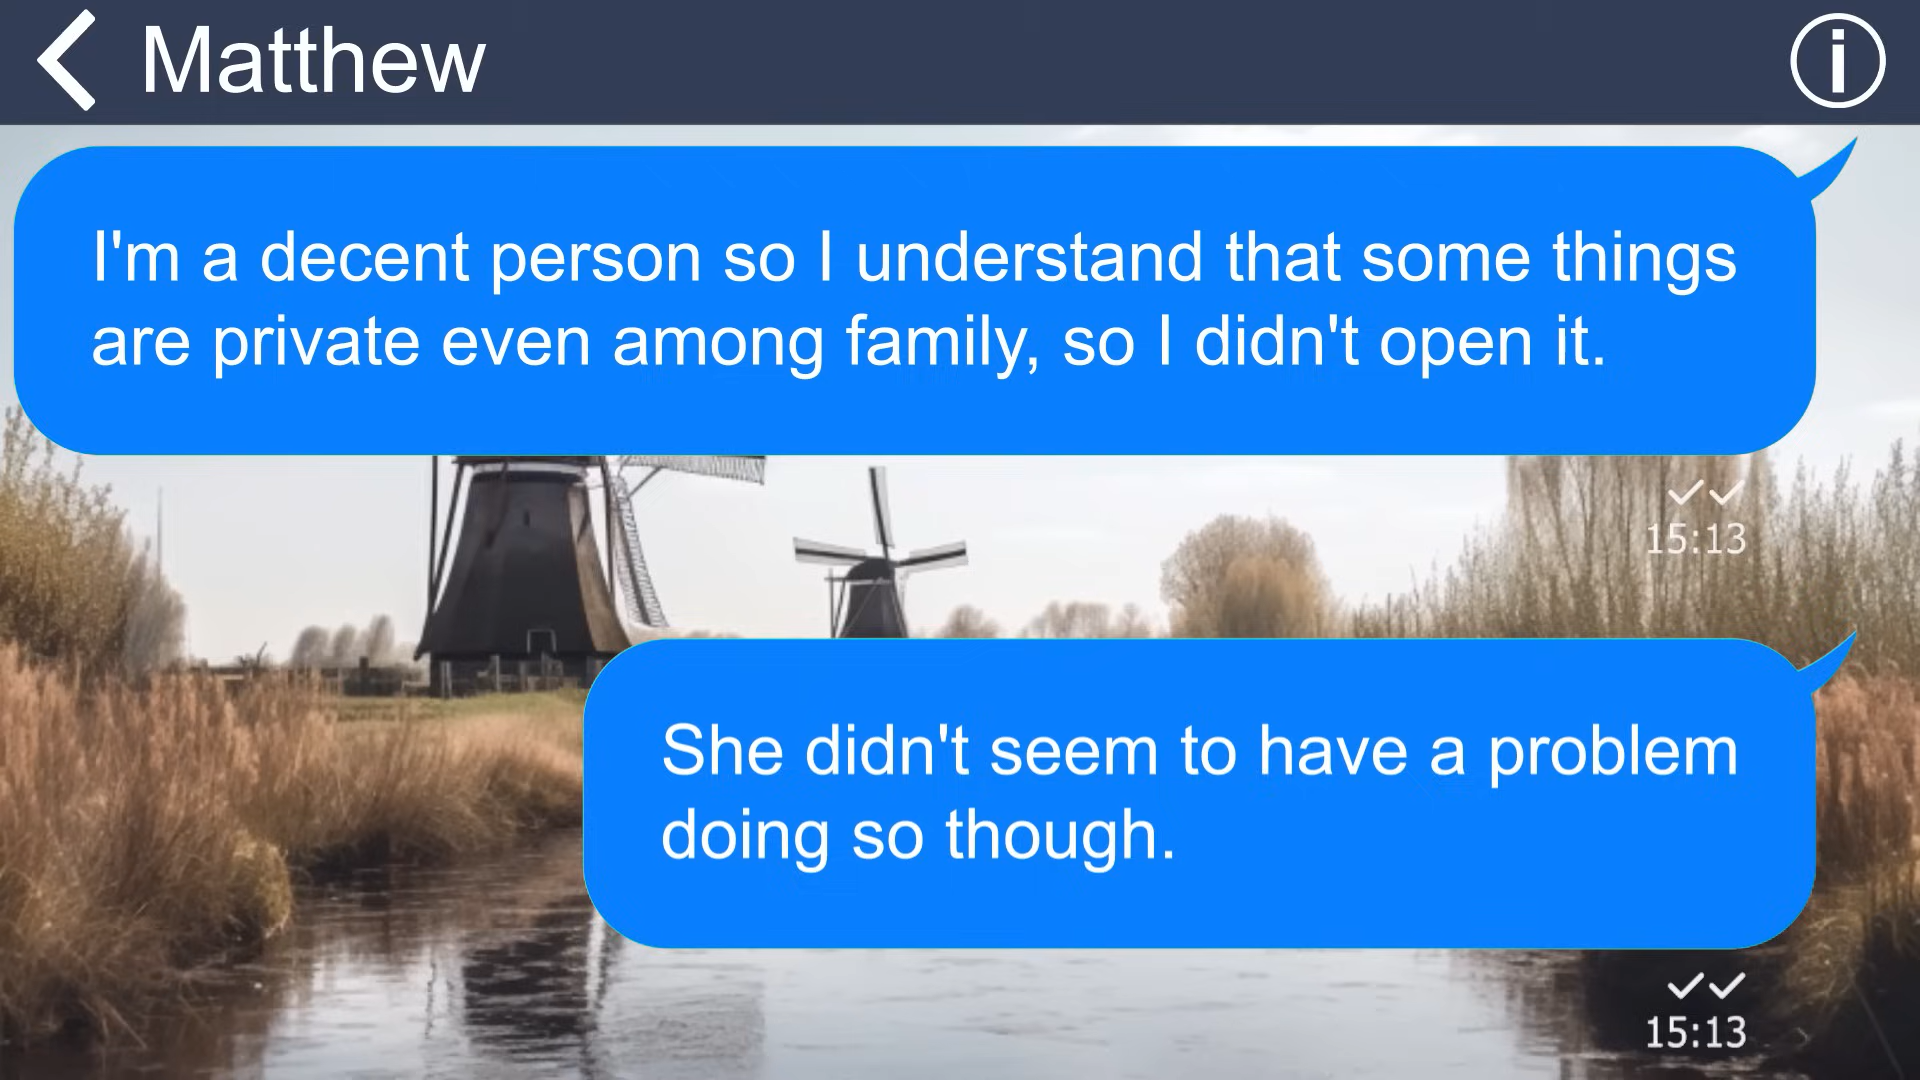 Matthew
I'm a decent person so I understand that some things
are private even among family, so I didn't open it.
15:13
She didn't seem to have a problem
doing so though.
15:13